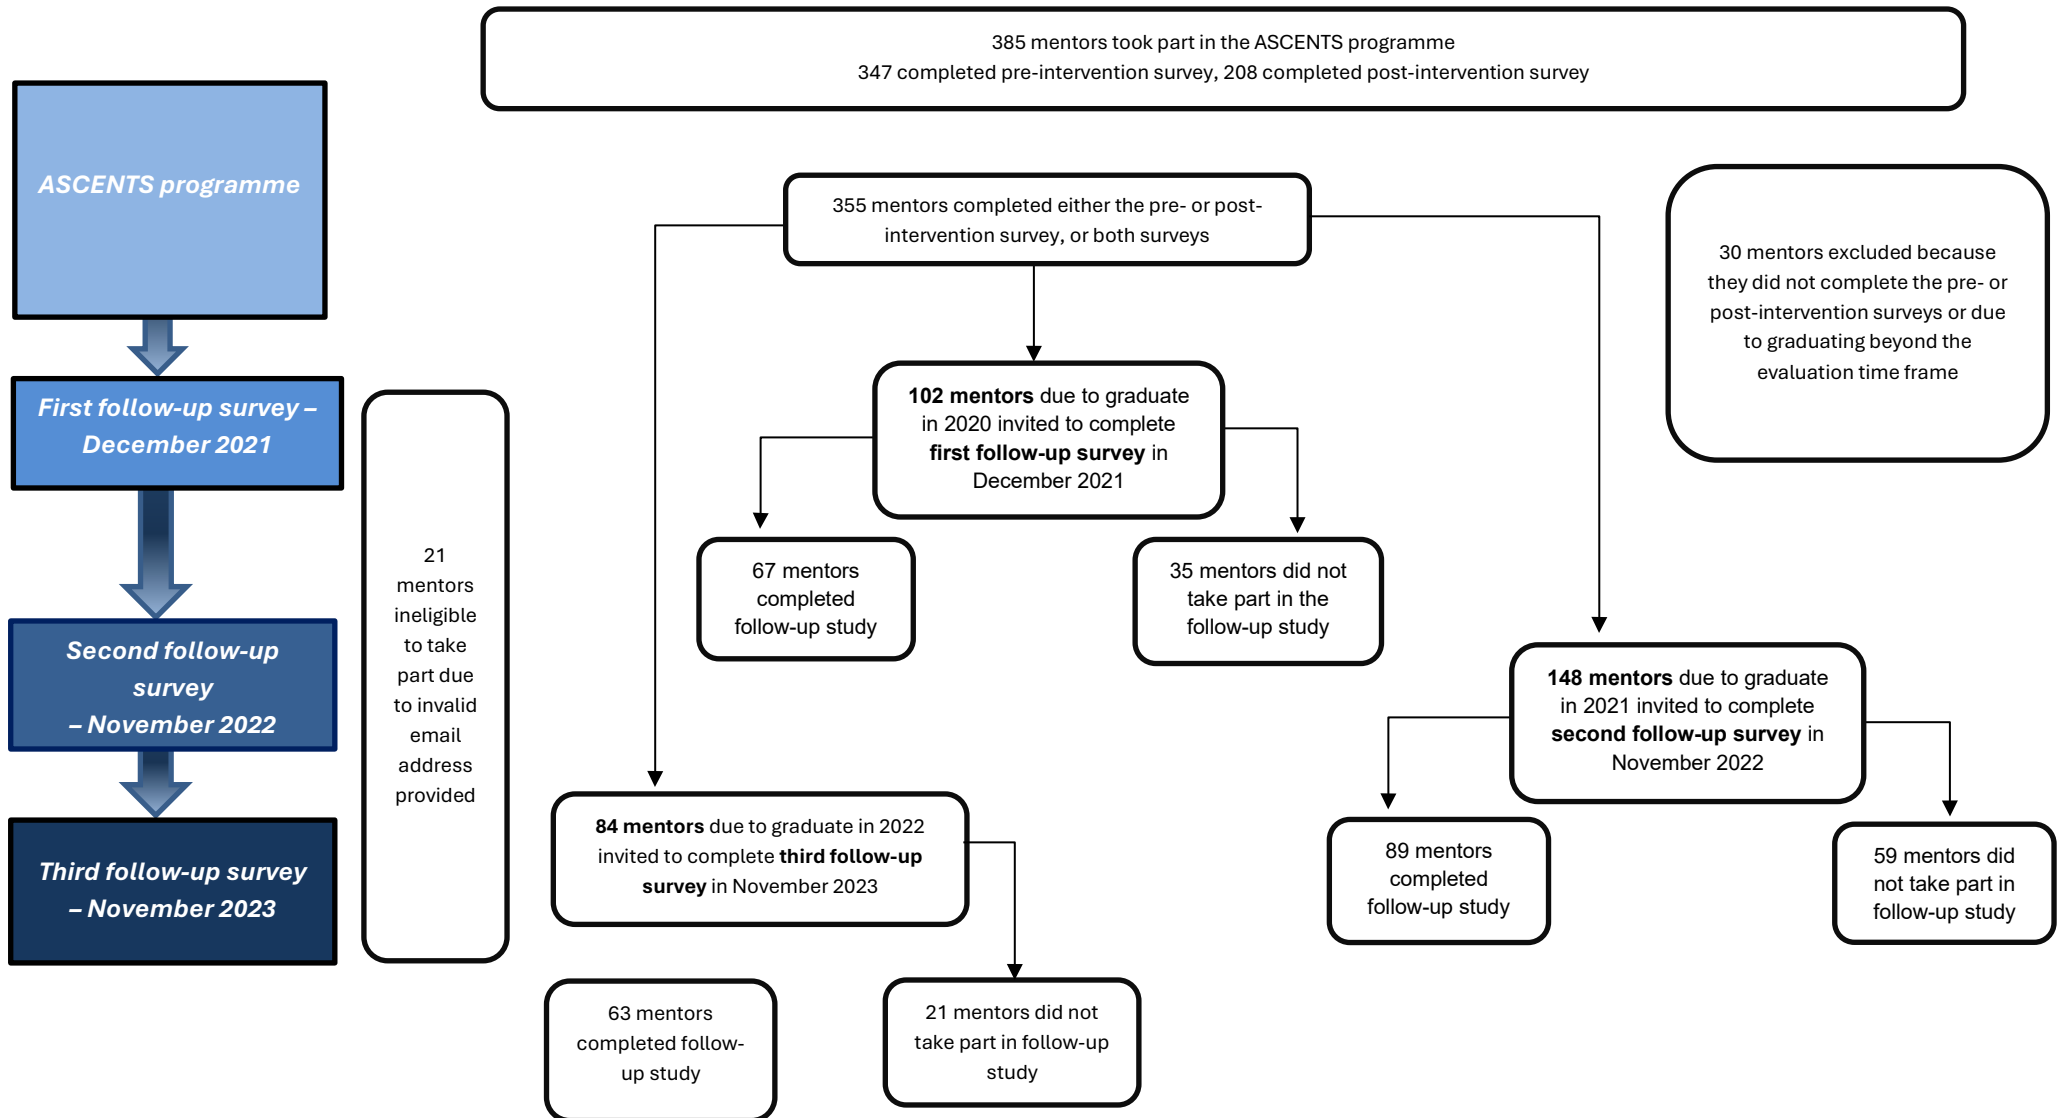 385 mentors took part in the ASCENTS programme
347 completed pre-intervention survey, 208 completed post-intervention survey
ASCENTS programme
355 mentors completed either the pre- or post-
intervention survey, or both surveys
30 mentors excluded because
they did not complete the pre- or
post-intervention surveys or due
to graduating beyond the
evaluation time frame
First follow-up survey –
December 2021
102 mentors due to graduate
in 2020 invited to complete
first follow-up survey in
December 2021
21
mentors
ineligible
to take
part due
to invalid
email
address
provided
67 mentors
completed
follow-up study
35 mentors did not
take part in the
follow-up study
Second follow-up
survey
– November 2022
148 mentors due to graduate
in 2021 invited to complete
second follow-up survey in
November 2022
89 mentors
completed
follow-up study
59 mentors did
not take part in
follow-up study
Third follow-up survey
– November 2023
84 mentors due to graduate in 2022
invited to complete third follow-up
survey in November 2023
63 mentors
completed follow-
up study
21 mentors did not
take part in follow-up
study